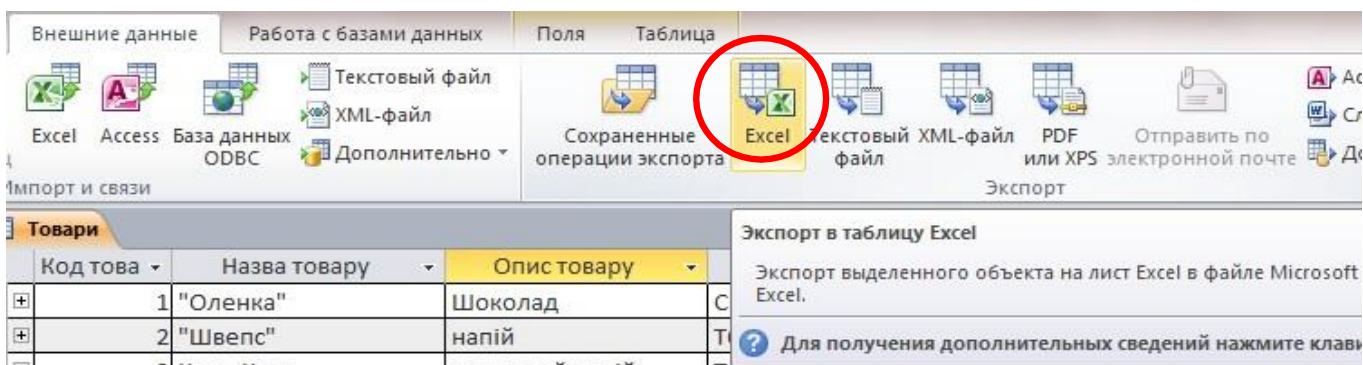 Внешние данные Работа с базами данных Поля Таблица
Текстовый файл
XML-файл
Дополнительно
Excel Access База данных ODBC
Сохраненные операции экспорта
Excel Текстовый файл XML-файл PDF или XPS Отправить по электронной почте
Импорт и связи Экспорт
Товари
Код това Назва товару Опис товару
1 "Оленка" Шоколад
2 "Швепс" напій
Экспорт в таблицу Excel
Экспорт выделенного объекта на лист Excel в файле Microsoft
Excel.
Для получения дополнительных сведений нажмите